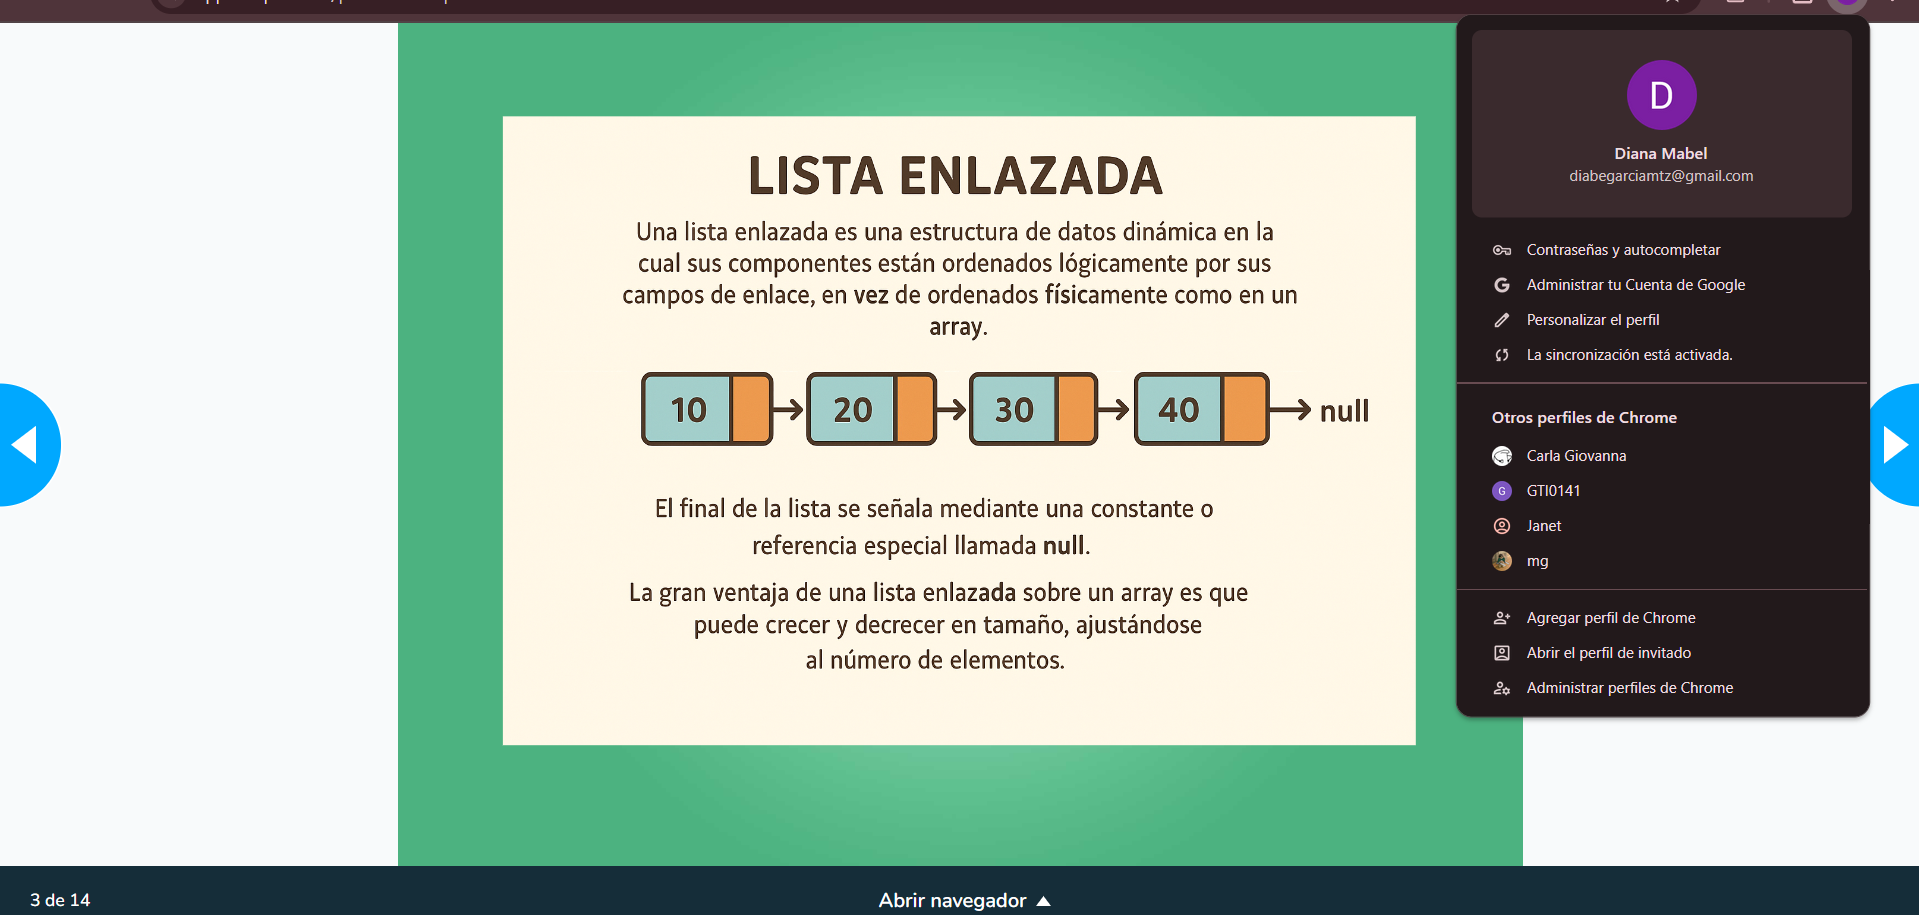 LISTA ENLAZADA
Una lista enlazada es una estructura de datos dinámica en la
cual sus componentes están ordenados lógicamente por sus
campos de enlace, en vez de ordenados físicamente como en un
array.
10
20
30
40
null
El final de la lista se señala mediante una constante o
referencia especial llamada null.
La gran ventaja de una lista enlazada sobre un array es que
puede crecer y decrecer en tamaño, ajustándose
al número de elementos.
D
Diana Mabel
diabegarciamtz@gmail.com
Contraseñas y autocompletar
Administrar tu Cuenta de Google
Personalizar el perfil
La sincronización está activada.
Otros perfiles de Chrome
Carla Giovanna
G
GTI0141
Janet
mg
Agregar perfil de Chrome
Abrir el perfil de invitado
Administrar perfiles de Chrome
3 de 14
Abrir navegador